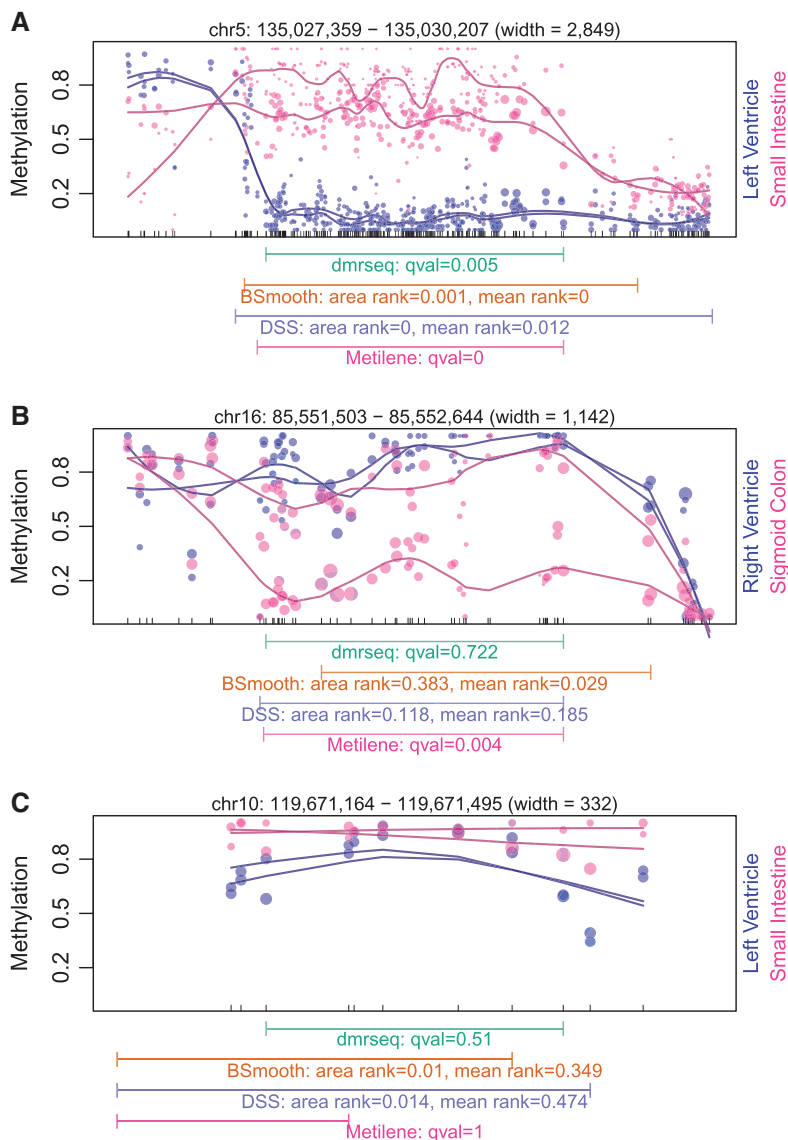 A
chr5: 135,027,359 − 135,030,207 (width = 2,849)
Methylation
0.8
0.5
0.2
Left Ventricle
Small Intestine
dmrseq: qval=0.005
BSmooth: area rank=0.001, mean rank=0
DSS: area rank=0, mean rank=0.012
Metilene: qval=0
B
chr16: 85,551,503 − 85,552,644 (width = 1,142)
Methylation
0.8
0.5
0.2
Right Ventricle
Sigmoid Colon
dmrseq: qval=0.722
BSmooth: area rank=0.383, mean rank=0.029
DSS: area rank=0.118, mean rank=0.185
Metilene: qval=0.004
C
chr10: 119,671,164 − 119,671,495 (width = 332)
Methylation
0.8
0.5
0.2
Left Ventricle
Small Intestine
dmrseq: qval=0.51
BSmooth: area rank=0.01, mean rank=0.349
DSS: area rank=0.014, mean rank=0.474
Metilene: qval=1